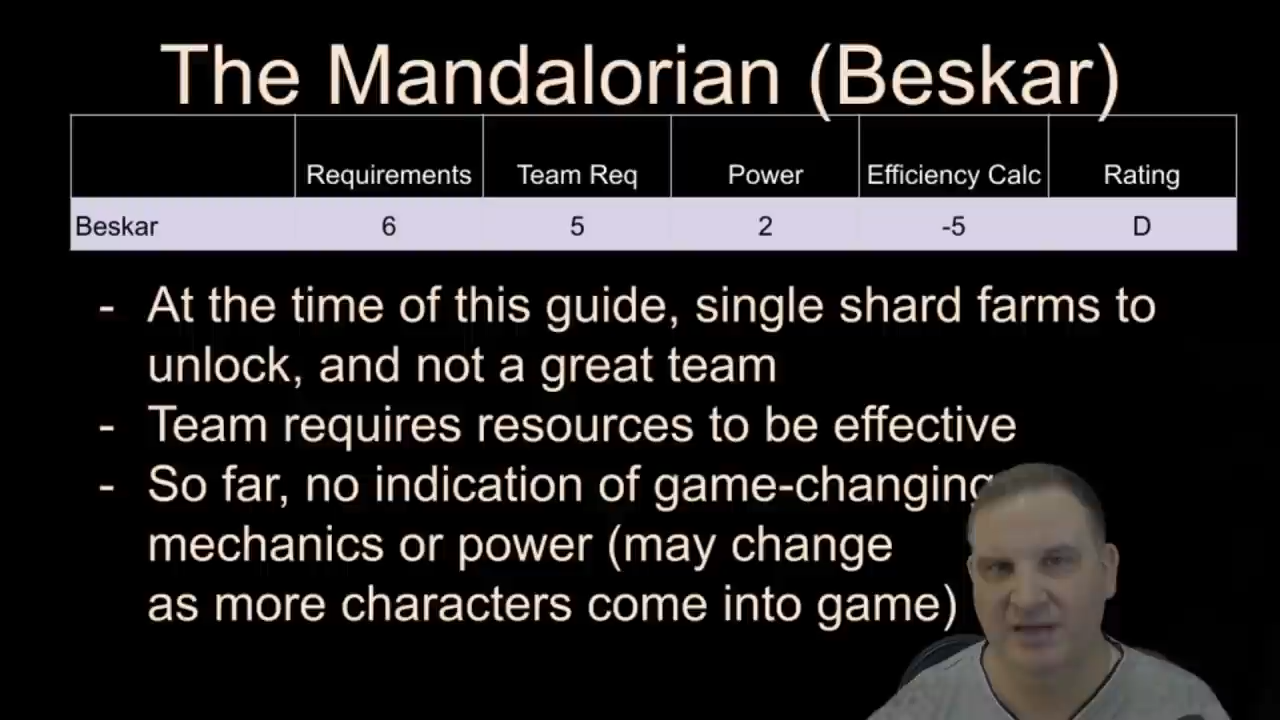 The Mandalorian (Beskar)
Requirements Team Req Power Efficiency Calc Rating
Beskar 6 5 2 -5 D
- At the time of this guide, single shard farms to
unlock, and not a great team
- Team requires resources to be effective
- So far, no indication of game-changing
mechanics or power (may change
as more characters come into game)